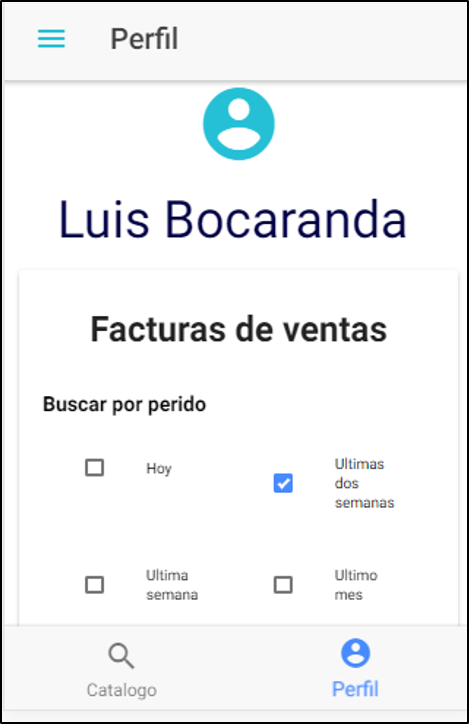 Perfil
Luis Bocaranda
Facturas de ventas
Buscar por perido
Hoy
Ultimas
dos
semanas
Ultima
semana
Ultimo
mes
Catalogo
Perfil